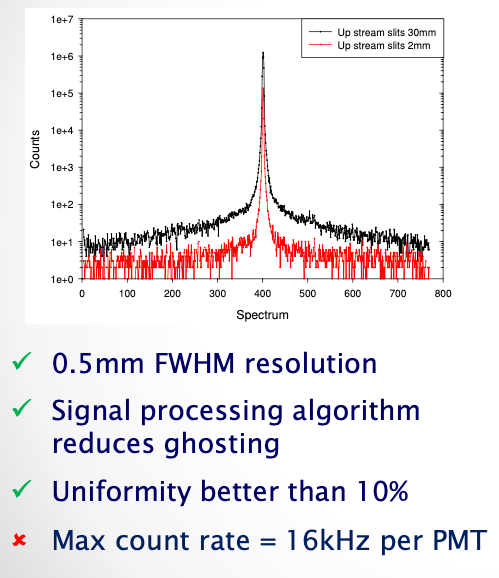 1e+7
Up stream slits 30mm
Up stream slits 2mm
1e+6
1e+5
1e+4
1e+3
1e+2
1e+1
1e+0
Counts
0 100 200 300 400 500 600 700 800
Spectrum
✓ 0.5mm FWHM resolution
✓ Signal processing algorithm
reduces ghosting
✓ Uniformity better than 10%
✘ Max count rate = 16kHz per PMT